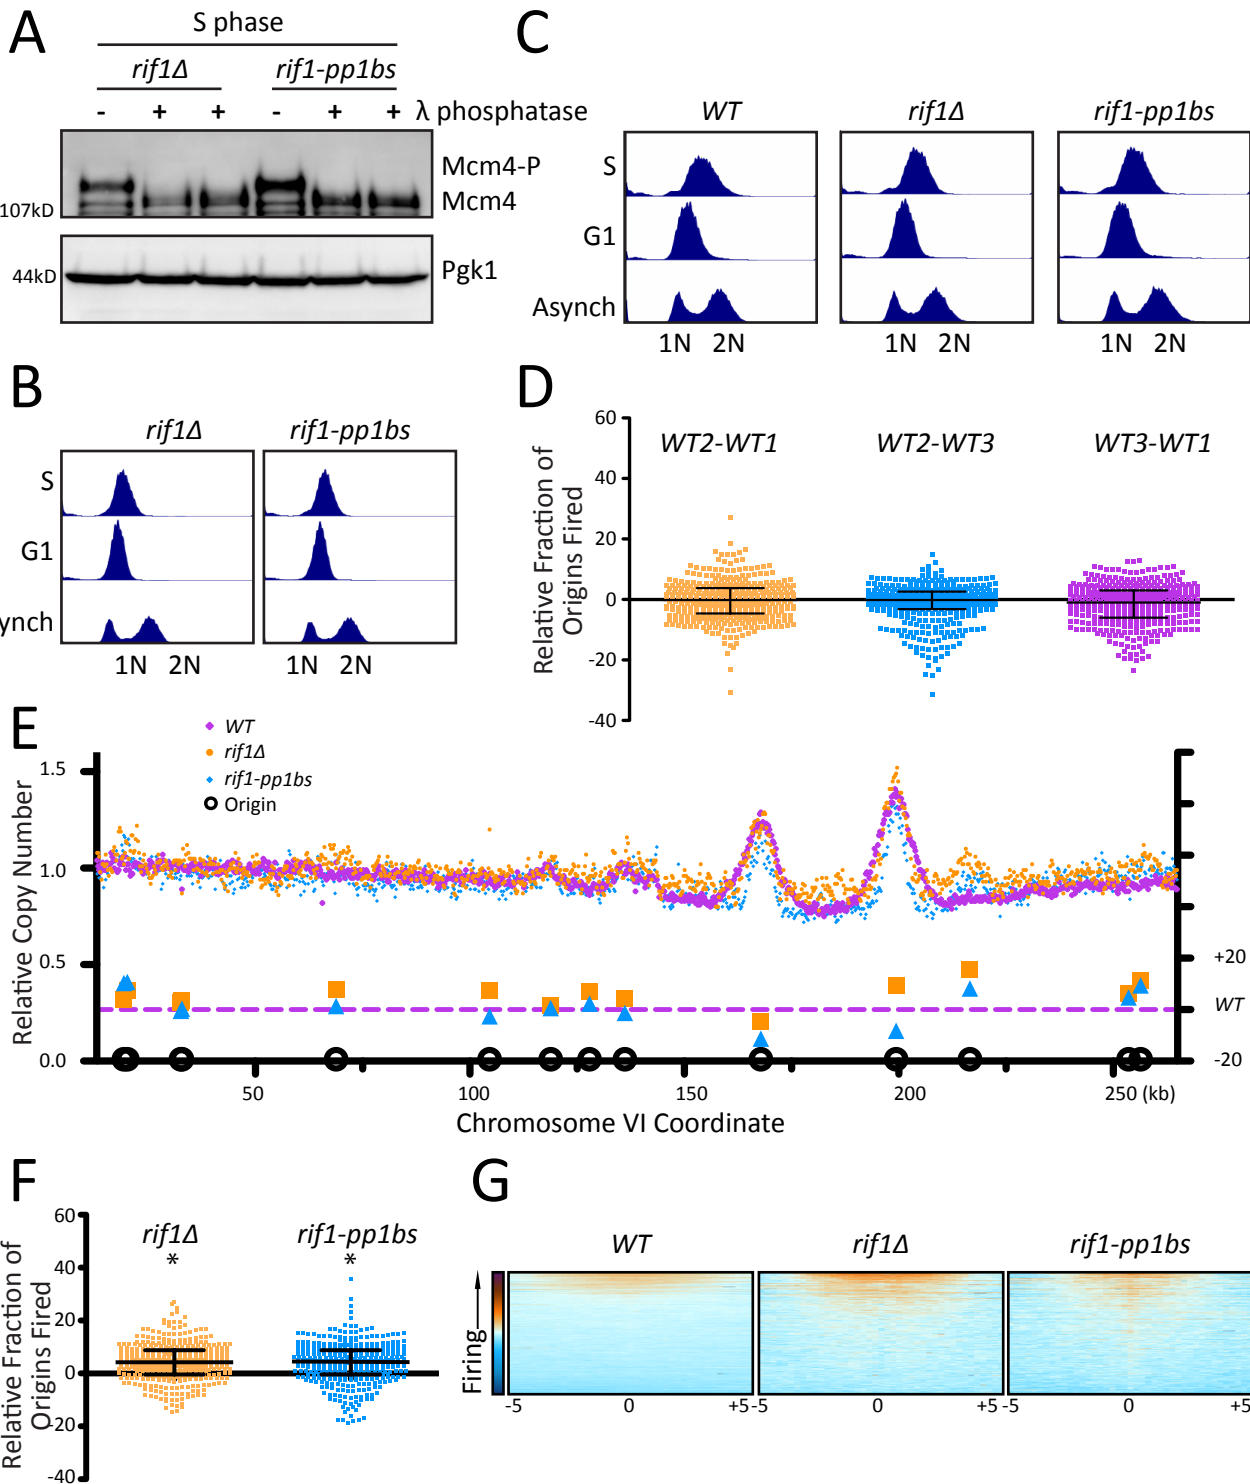 A
S phase
rif1Δ
rif1-pp1bs
- + + - + + λ phosphatase
Mcm4-P
Mcm4
107kD
44kD
Pgk1
B
rif1Δ
rif1-pp1bs
S
G1
ynch
1N 2N
1N 2N
C
WT
rif1Δ
rif1-pp1bs
S
G1
Asynch
1N 2N
1N 2N
1N 2N
D
Relative Fraction of
Origins Fired
60
40
20
0
-20
-40
WT2-WT1
WT2-WT3
WT3-WT1
E
WT
rif1Δ
rif1-pp1bs
Origin
Relative Copy Number
1.5
1.0
0.5
0.0
+20
WT
-20
50 100 150 200 250 (kb)
Chromosome VI Coordinate
F
Relative Fraction of
Origins Fired
60
40
20
0
-20
-40
rif1Δ
*
rif1-pp1bs
*
G
WT
rif1Δ
rif1-pp1bs
Firing
-5 0 +5
-5 0 +5
-5 0 +5